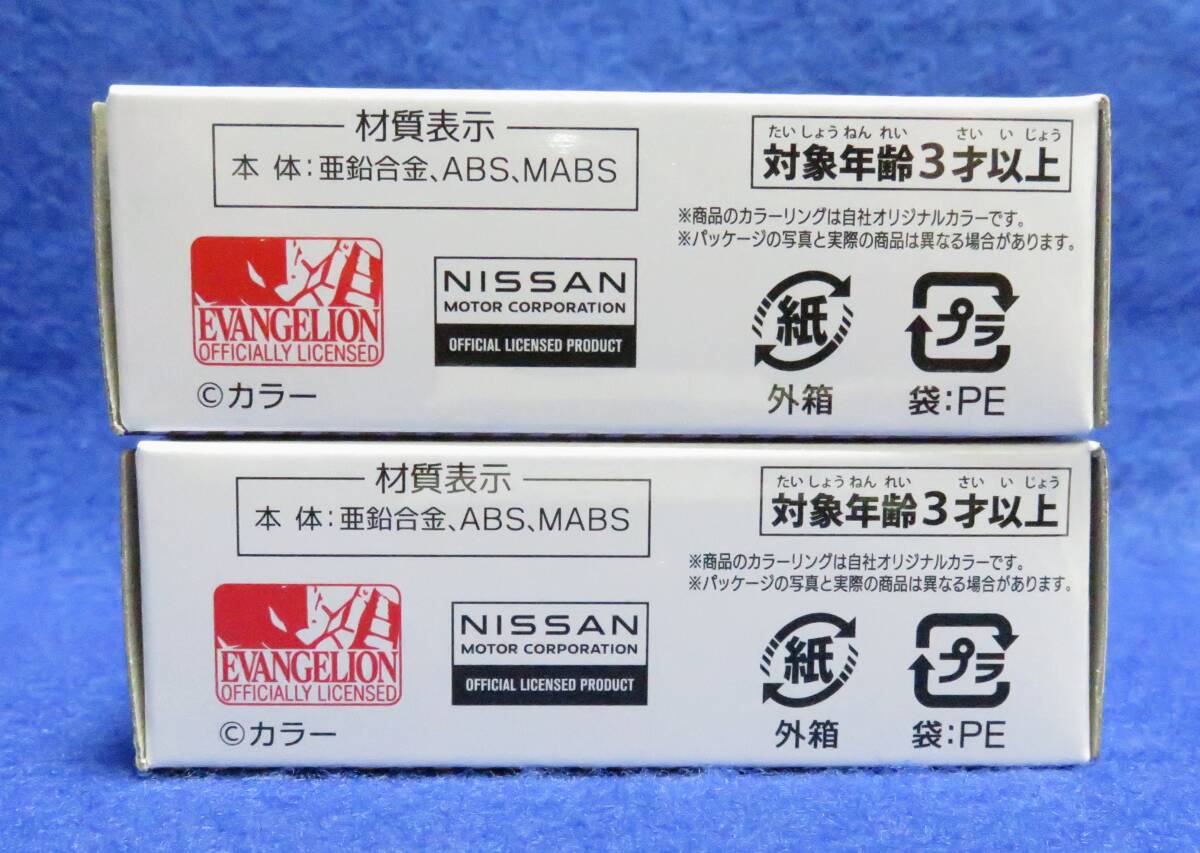 材質表示
本 体:亜鉛合金、ABS、MABS
たいしょうねんれい さいいじょう
対象年齢3才以上
※商品のカラーリングは自社オリジナルカラーです。
※パッケージの写真と実際の商品は異なる場合があります。
EVANGELION
OFFICIALLY LICENSED
©カラー
NISSAN
MOTOR CORPORATION
OFFICIAL LICENSED PRODUCT
紙
外箱
プラ
袋:PE
材質表示
本 体:亜鉛合金、ABS、MABS
たいしょうねんれい さいいじょう
対象年齢3才以上
※商品のカラーリングは自社オリジナルカラーです。
※パッケージの写真と実際の商品は異なる場合があります。
EVANGELION
OFFICIALLY LICENSED
©カラー
NISSAN
MOTOR CORPORATION
OFFICIAL LICENSED PRODUCT
紙
外箱
プラ
袋:PE